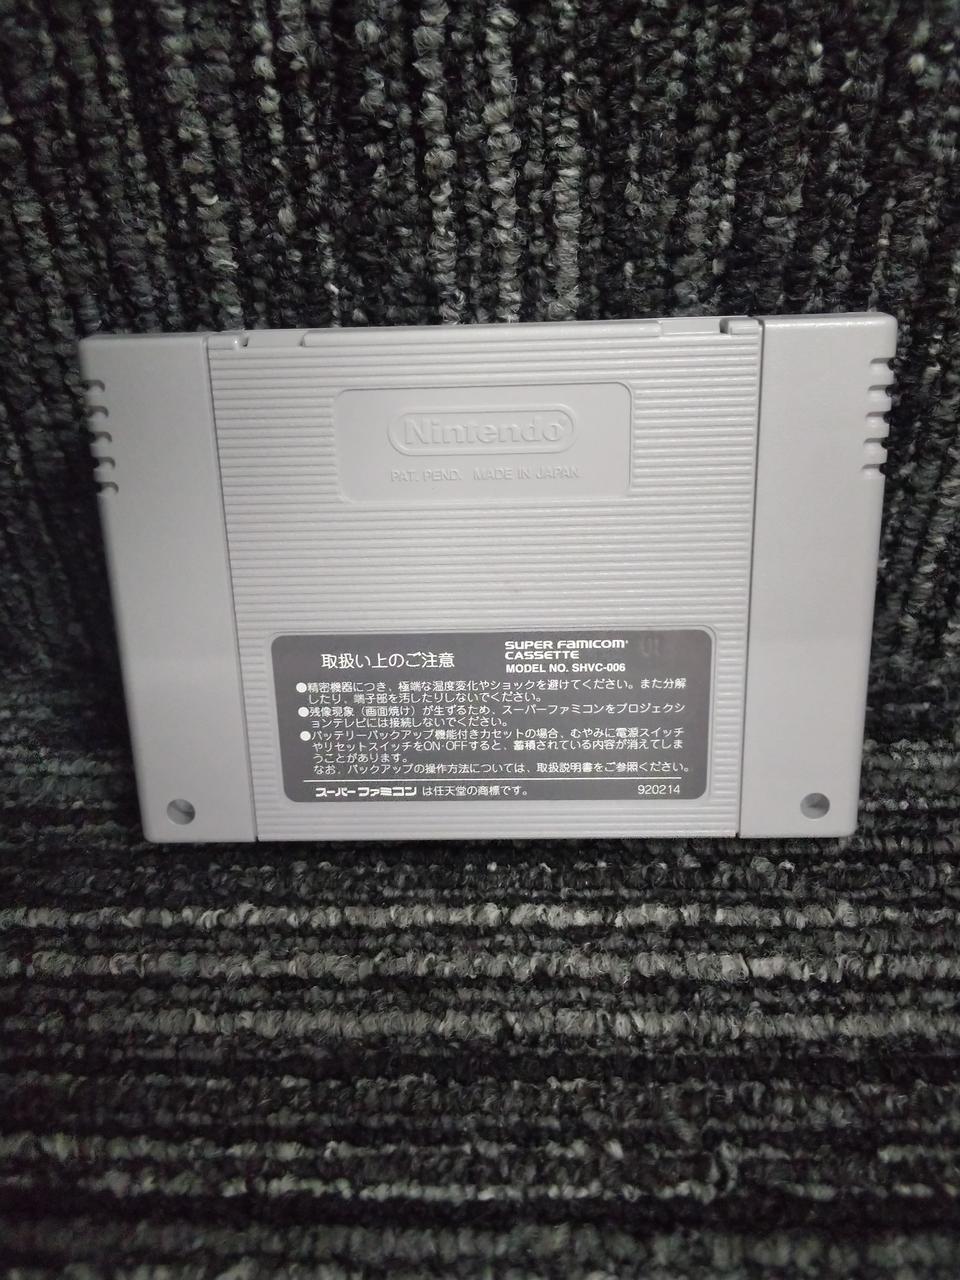 Nintendo
PAT. PEND. MADE IN JAPAN
取扱い上のご注意
SUPER FAMICOM
CASSETTE
MODEL NO. SHVC-006
●精密機器につき、極端な温度変化やショックを避けてください。また分解
したり、端子部を汚したりしないでください。
●残像現象（画面焼け）が生ずるため、スーパーファミコンをプロジェクシ
ョンテレビには接続しないでください。
●バッテリーバックアップ機能付きカセットの場合、むやみに電源スイッチ
やリセットスイッチをON・OFFすると、蓄積されている内容が消えてしま
うことがあります。
なお、バックアップの操作方法については、取扱説明書をご参照ください。
スーパーファミコンは任天堂の商標です。 920214